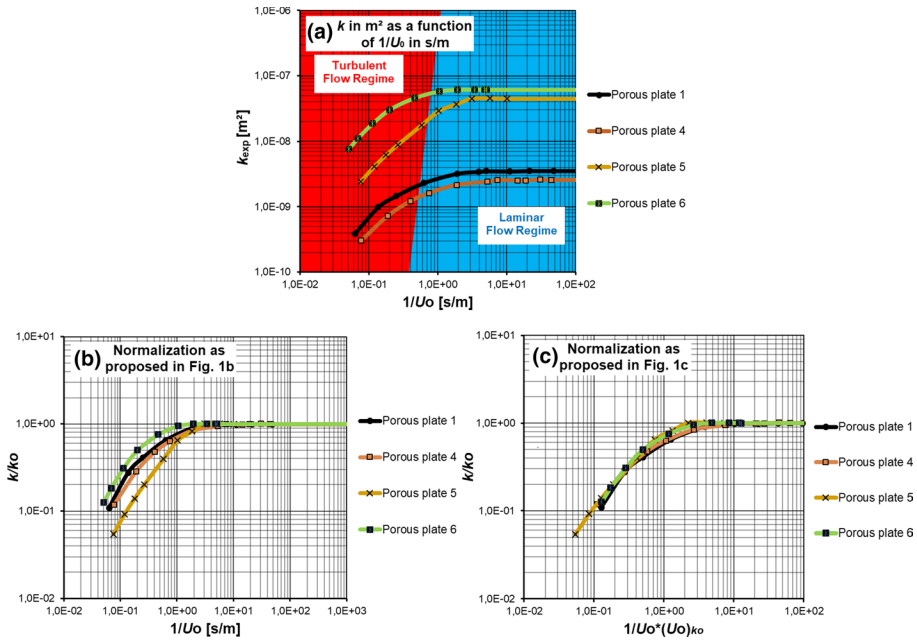 (a) k in m² as a function
of 1/U₀ in s/m
1,0E-06
1,0E-07
1,0E-08
1,0E-09
1,0E-10
kexp [m²]
Turbulent
Flow Regime
Laminar
Flow Regime
1,0E-02 1,0E-01 1,0E+00 1,0E+01 1,0E+02
1/Uo [s/m]
Porous plate 1
Porous plate 4
Porous plate 5
Porous plate 6
(b) Normalization as
proposed in Fig. 1b
1,0E+01
1,0E+00
1,0E-01
1,0E-02
k/ko
1,0E-02 1,0E-01 1,0E+00 1,0E+01 1,0E+02 1,0E+03
1/Uo [s/m]
Porous plate 1
Porous plate 4
Porous plate 5
Porous plate 6
(c) Normalization as
proposed in Fig. 1c
1,0E+01
1,0E+00
1,0E-01
1,0E-02
k/ko
1,0E-02 1,0E-01 1,0E+00 1,0E+01 1,0E+02
1/Uo*(Uo)ko
Porous plate 1
Porous plate 4
Porous plate 5
Porous plate 6